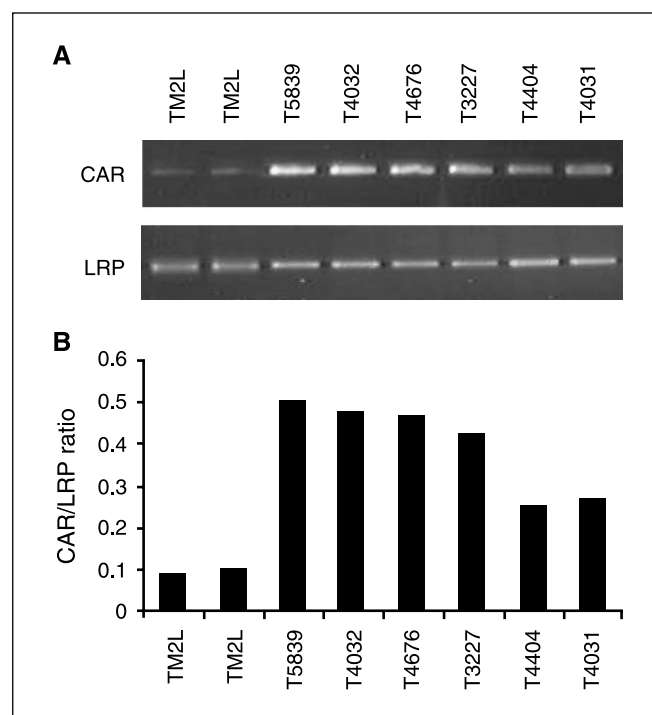 A
TM2L TM2L T5839 T4032 T4676 T3227 T4404 T4031
CAR
LRP
B
CAR/LRP ratio
0.6
0.5
0.4
0.3
0.2
0.1
0
TM2L TM2L T5839 T4032 T4676 T3227 T4404 T4031